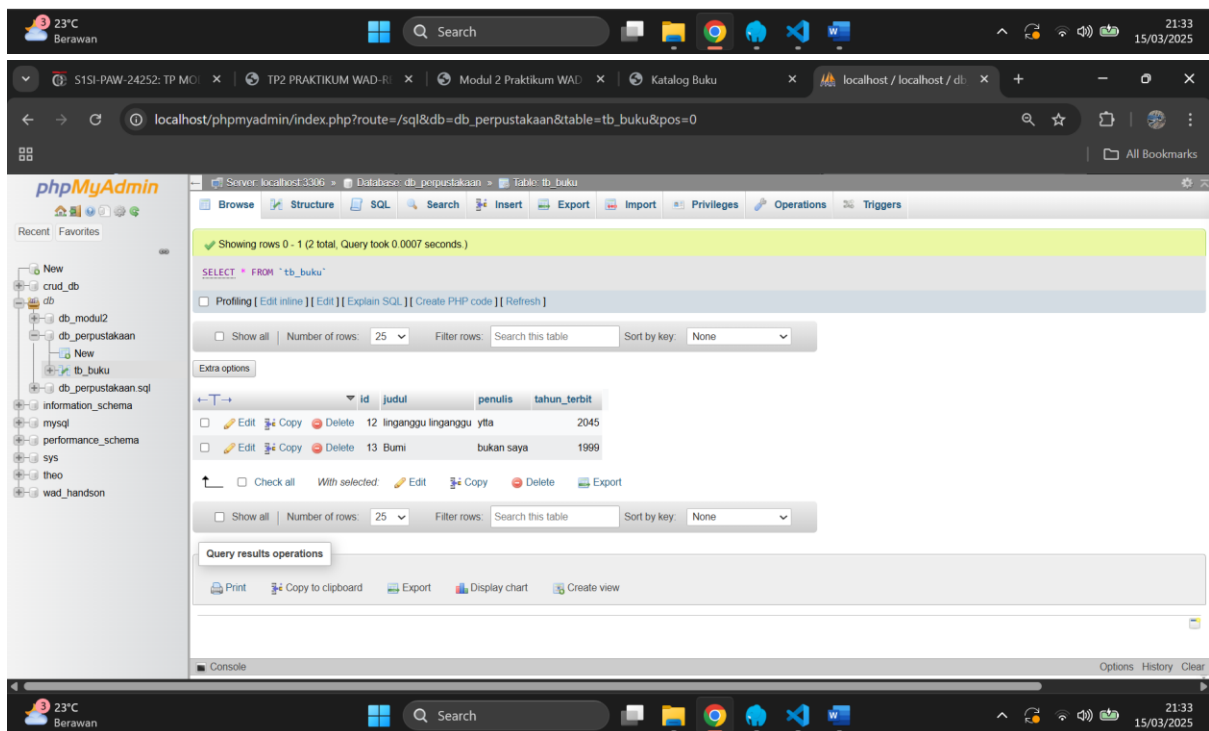 3 23°C
Berawan
Search
21:33
15/03/2025
S1SI-PAW-24252: TP MO
TP2 PRAKTIKUM WAD-RI
Modul 2 Praktikum WAD
Katalog Buku
localhost / localhost / db
localhost/phpmyadmin/index.php?route=/sql&db=db_perpustakaan&table=tb_buku&pos=0
All Bookmarks
phpMyAdmin
Recent Favorites
New
crud_db
db
db_modul2
db_perpustakaan
New
tb_buku
db_perpustakaan.sql
information_schema
mysql
performance_schema
sys
theo
wad_handson
Server: localhost:3306 » Database: db_perpustakaan » Table: tb_buku
Browse Structure SQL Search Insert Export Import Privileges Operations Triggers
Showing rows 0 - 1 (2 total, Query took 0.0007 seconds.)
SELECT * FROM `tb_buku`
Profiling [ Edit inline ] [ Edit ] [ Explain SQL ] [ Create PHP code ] [ Refresh ]
Show all | Number of rows: 25 Filter rows: Search this table Sort by key: None
Extra options
←T→ id judul penulis tahun_terbit
Edit Copy Delete 12 linganggu linganggu ytta 2045
Edit Copy Delete 13 Bumi bukan saya 1999
Check all With selected: Edit Copy Delete Export
Show all | Number of rows: 25 Filter rows: Search this table Sort by key: None
Query results operations
Print Copy to clipboard Export Display chart Create view
Console Options History Clear
3 23°C
Berawan
Search
21:33
15/03/2025